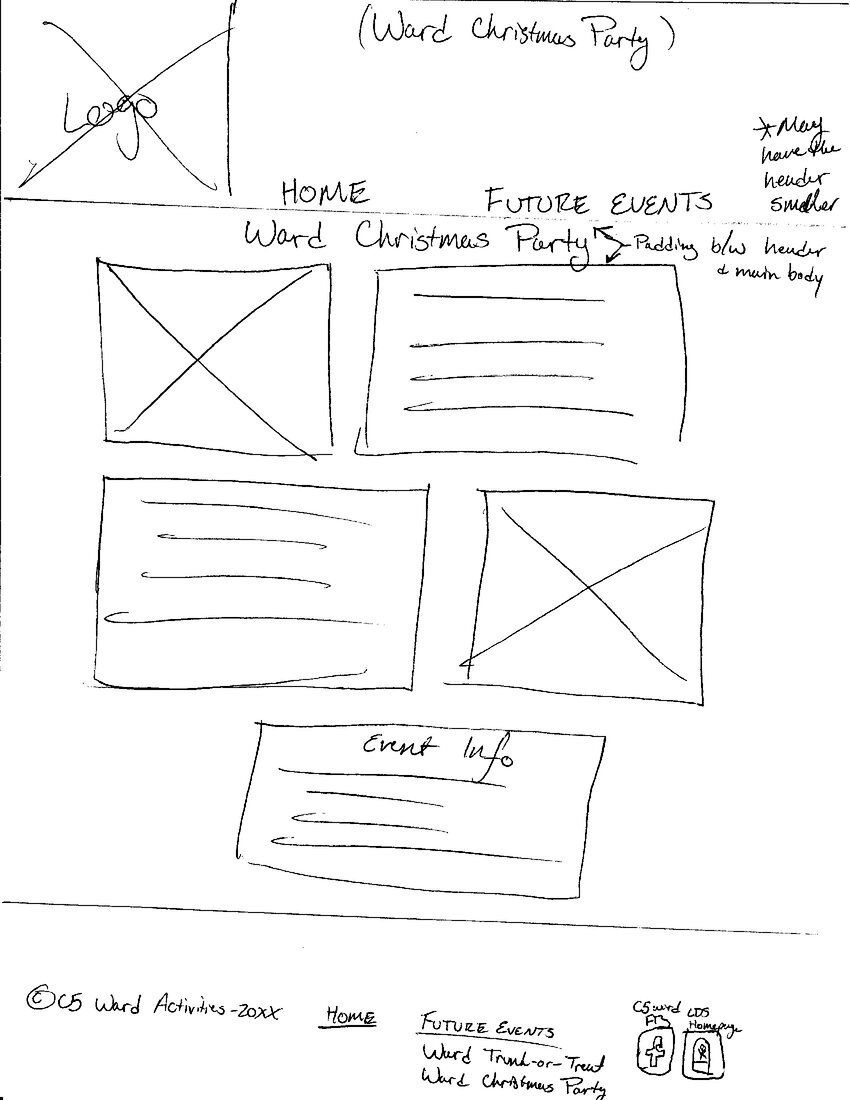 (Ward Christmas Party)
Logo
*May
have the
header
smaller
HOME
FUTURE EVENTS
Ward Christmas Party
Padding b/w header
& main body
Event Info
© C5 Ward Activities - 20XX
HOME
FUTURE EVENTS
Ward Trunk-or-Treat
Ward Christmas Party
C5 ward
FB
LDS
Homepage
f